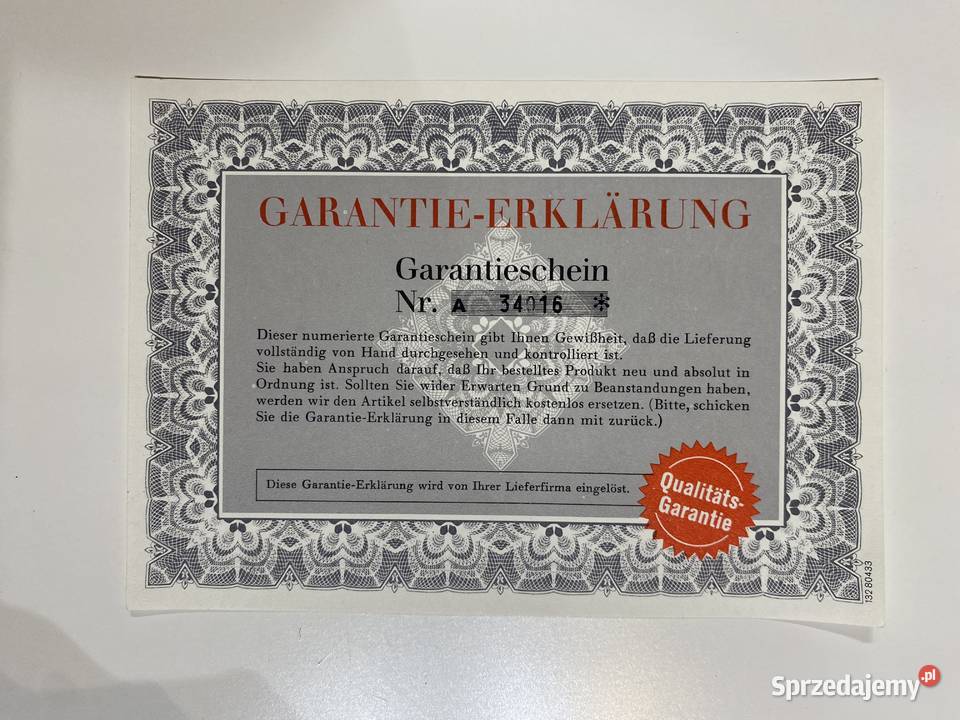 GARANTIE-ERKLÄRUNG
Garantieschein
Nr. A 34016 *
Dieser numerierte Garantieschein gibt Ihnen Gewißheit, daß die Lieferung
vollständig von Hand durchgesehen und kontrolliert ist.
Sie haben Anspruch darauf, daß Ihr bestelltes Produkt neu und absolut in
Ordnung ist. Sollten Sie wider Erwarten Grund zu Beanstandungen haben,
werden wir den Artikel selbstverständlich kostenlos ersetzen. (Bitte, schicken
Sie die Garantie-Erklärung in diesem Falle dann mit zurück.)
Diese Garantie-Erklärung wird von Ihrer Lieferfirma eingelöst.
Qualitäts-
Garantie
132 80433
Sprzedajemy.pl